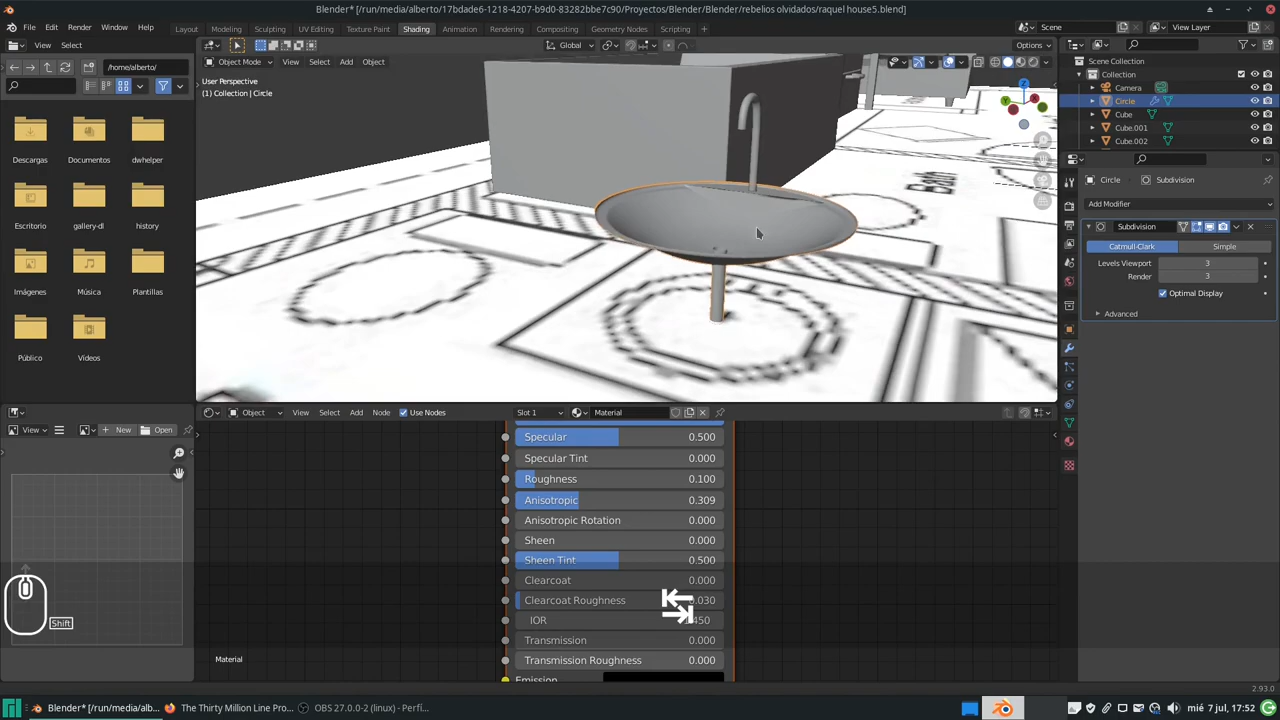 Blender* [/run/media/alberto/17bdade6-1218-4207-b9d0-83282bbe7c90/Proyectos/Blender/Blender/rebelios olvidados/raquel house5.blend]
File Edit Render Window Help Layout Modeling Sculpting UV Editing Texture Paint Shading Animation Rendering Compositing Geometry Nodes Scripting + Scene View Layer
View Select Global Options
Object Mode View Select Add Object
/home/alberto/
User Perspective
(1) Collection | Circle
Scene Collection
Collection
Camera
Circle
Cube
Cube.001
Cube.002
Descargas Documentos dwhelper
Escritorio gallery-dl history
Imágenes Música Plantillas
Público Vídeos
Bath
Circle Subdivision
Add Modifier
Subdivision
Catmull-Clark Simple
Levels Viewport 3
Render 3
Optimal Display
Advanced
Object View Select Add Node Use Nodes Slot 1 Material
View New Open
Specular 0.500
Specular Tint 0.000
Roughness 0.100
Anisotropic 0.309
Anisotropic Rotation 0.000
Sheen 0.000
Sheen Tint 0.500
Clearcoat 0.000
Clearcoat Roughness .030
IOR 450
Transmission 0.000
Transmission Roughness 0.000
Emission
Shift
Material
2.93.0
Blender* [/run/media/alb... The Thirty Million Line Pro... OBS 27.0.0-2 (linux) - Perfi... mié 7 jul, 17:52